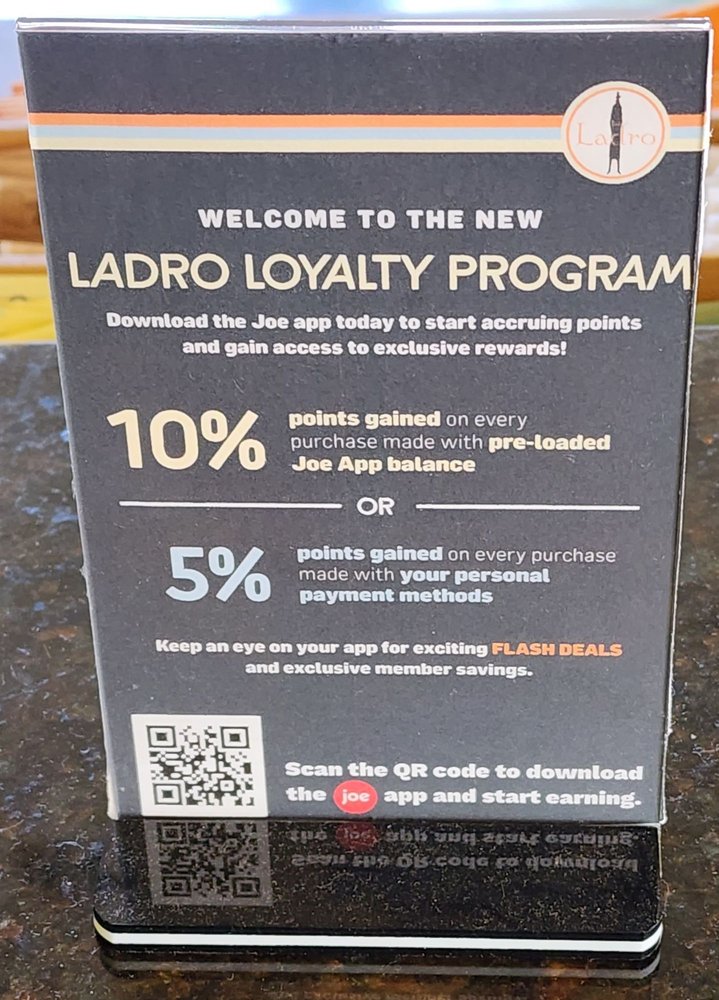 Ladro
WELCOME TO THE NEW
LADRO LOYALTY PROGRAM
Download the Joe app today to start accruing points
and gain access to exclusive rewards!
10%
points gained on every
purchase made with pre-loaded
Joe App balance
OR
5%
points gained on every purchase
made with your personal
payment methods
Keep an eye on your app for exciting FLASH DEALS
and exclusive member savings.
Scan the QR code to download
the joe app and start earning.